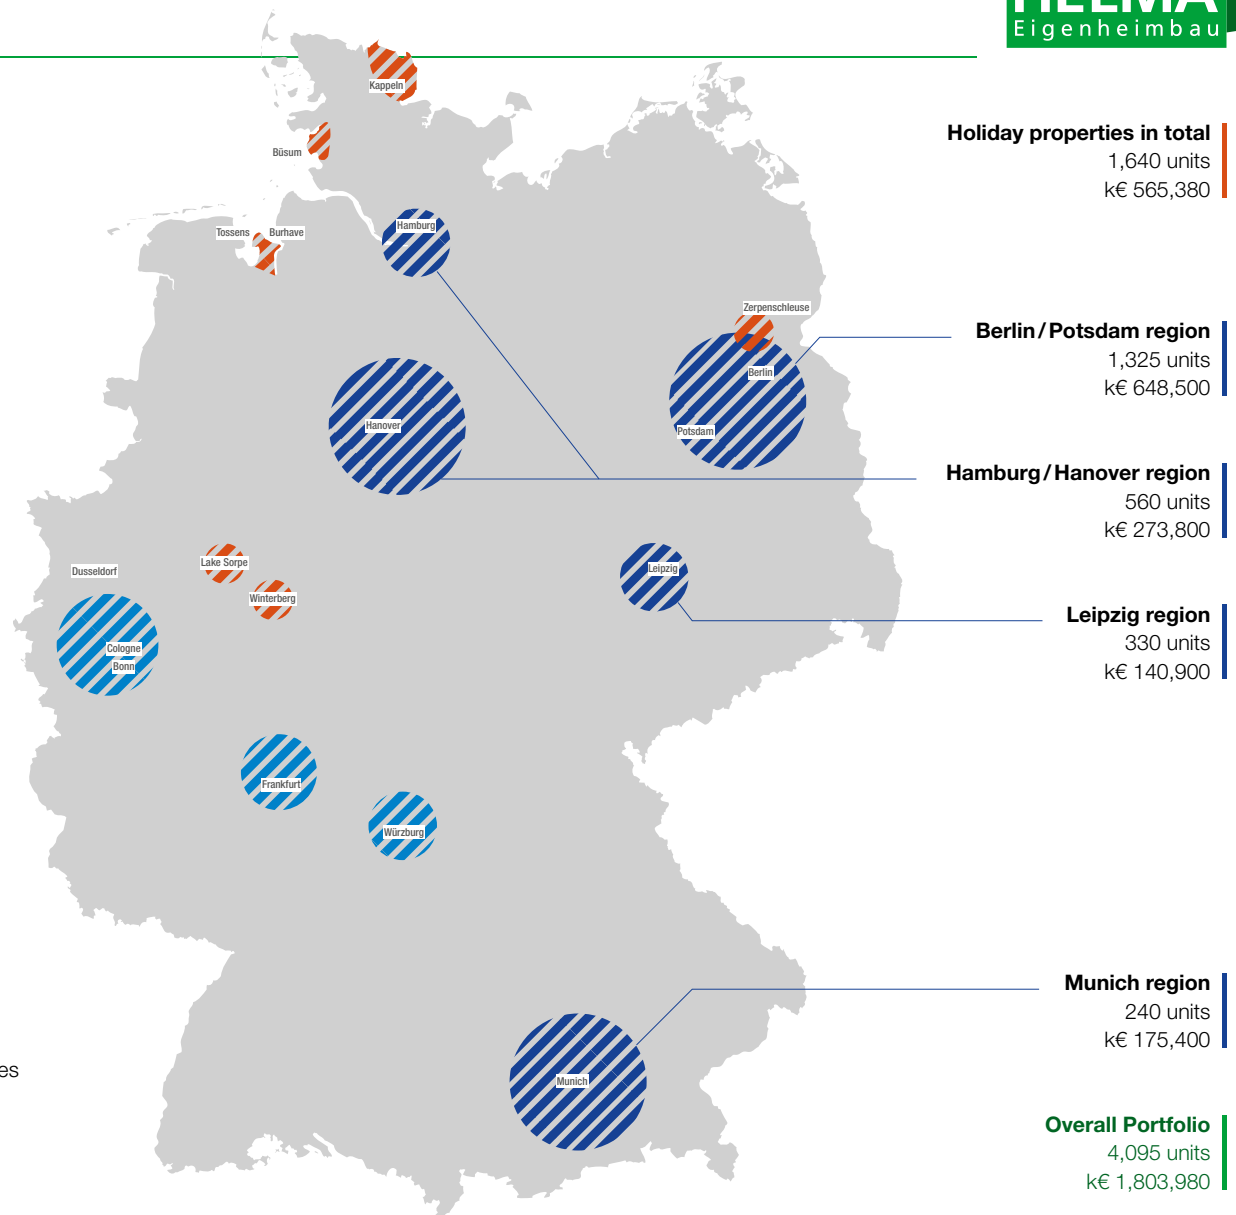 HELMA
Eigenheimbau
Kappeln
Büsum
Tossens
Burhave
Hamburg
Zerpenschleuse
Berlin
Potsdam
Hanover
Lake Sorpe
Winterberg
Dusseldorf
Cologne
Bonn
Leipzig
Frankfurt
Würzburg
Munich
Holiday properties in total
1,640 units
k€ 565,380
Berlin/Potsdam region
1,325 units
k€ 648,500
Hamburg/Hanover region
560 units
k€ 273,800
Leipzig region
330 units
k€ 140,900
Munich region
240 units
k€ 175,400
es
Overall Portfolio
4,095 units
k€ 1,803,980